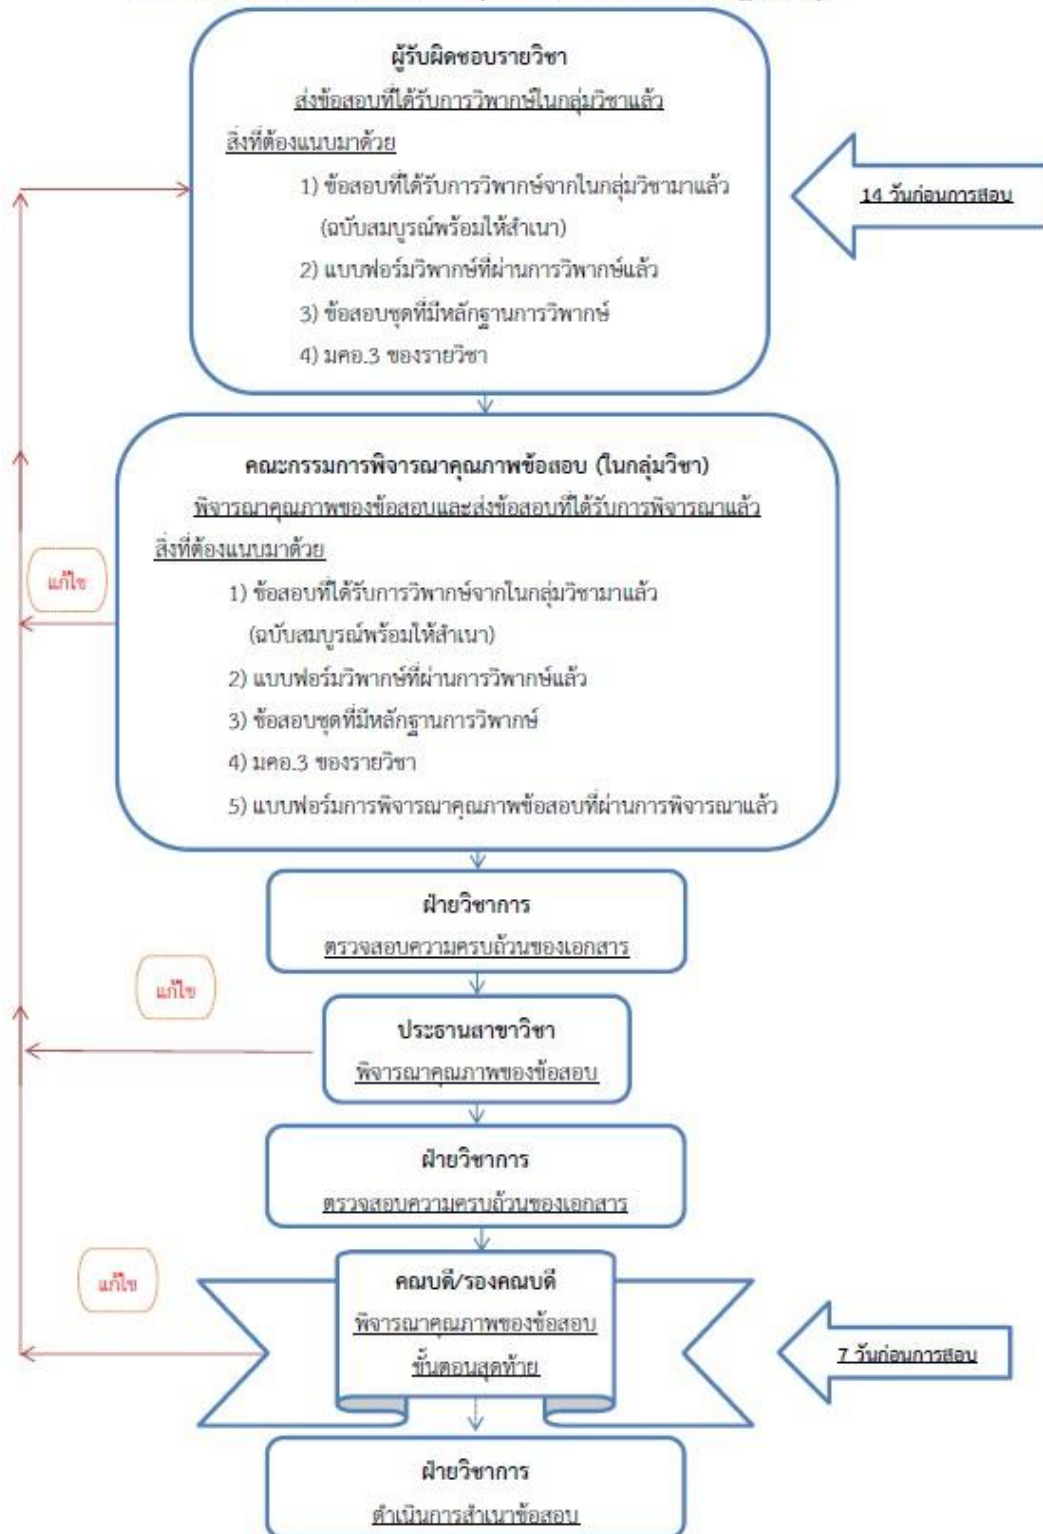 ผู้รับผิดชอบรายวิชา
ส่งข้อสอบที่ได้รับการวิพากษ์ในกลุ่มวิชาแล้ว
สิ่งที่ต้องแนบมาด้วย
1) ข้อสอบที่ได้รับการวิพากษ์จากในกลุ่มวิชามาแล้ว
(ฉบับสมบูรณ์พร้อมให้สำเนา)
2) แบบฟอร์มวิพากษ์ที่ผ่านการวิพากษ์แล้ว
3) ข้อสอบชุดที่มีหลักฐานการวิพากษ์
4) มคอ.3 ของรายวิชา
14 วันก่อนการสอบ
คณะกรรมการพิจารณาคุณภาพข้อสอบ (ในกลุ่มวิชา)
พิจารณาคุณภาพของข้อสอบและส่งข้อสอบที่ได้รับการพิจารณาแล้ว
สิ่งที่ต้องแนบมาด้วย
1) ข้อสอบที่ได้รับการวิพากษ์จากในกลุ่มวิชามาแล้ว
(ฉบับสมบูรณ์พร้อมให้สำเนา)
2) แบบฟอร์มวิพากษ์ที่ผ่านการวิพากษ์แล้ว
3) ข้อสอบชุดที่มีหลักฐานการวิพากษ์
4) มคอ.3 ของรายวิชา
5) แบบฟอร์มการพิจารณาคุณภาพข้อสอบที่ผ่านการพิจารณาแล้ว
แก้ไข
ฝ่ายวิชาการ
ตรวจสอบความครบถ้วนของเอกสาร
แก้ไข
ประธานสาขาวิชา
พิจารณาคุณภาพของข้อสอบ
ฝ่ายวิชาการ
ตรวจสอบความครบถ้วนของเอกสาร
แก้ไข
คณบดี/รองคณบดี
พิจารณาคุณภาพของข้อสอบ
ขั้นตอนสุดท้าย
7 วันก่อนการสอบ
ฝ่ายวิชาการ
ดำเนินการสำเนาข้อสอบ